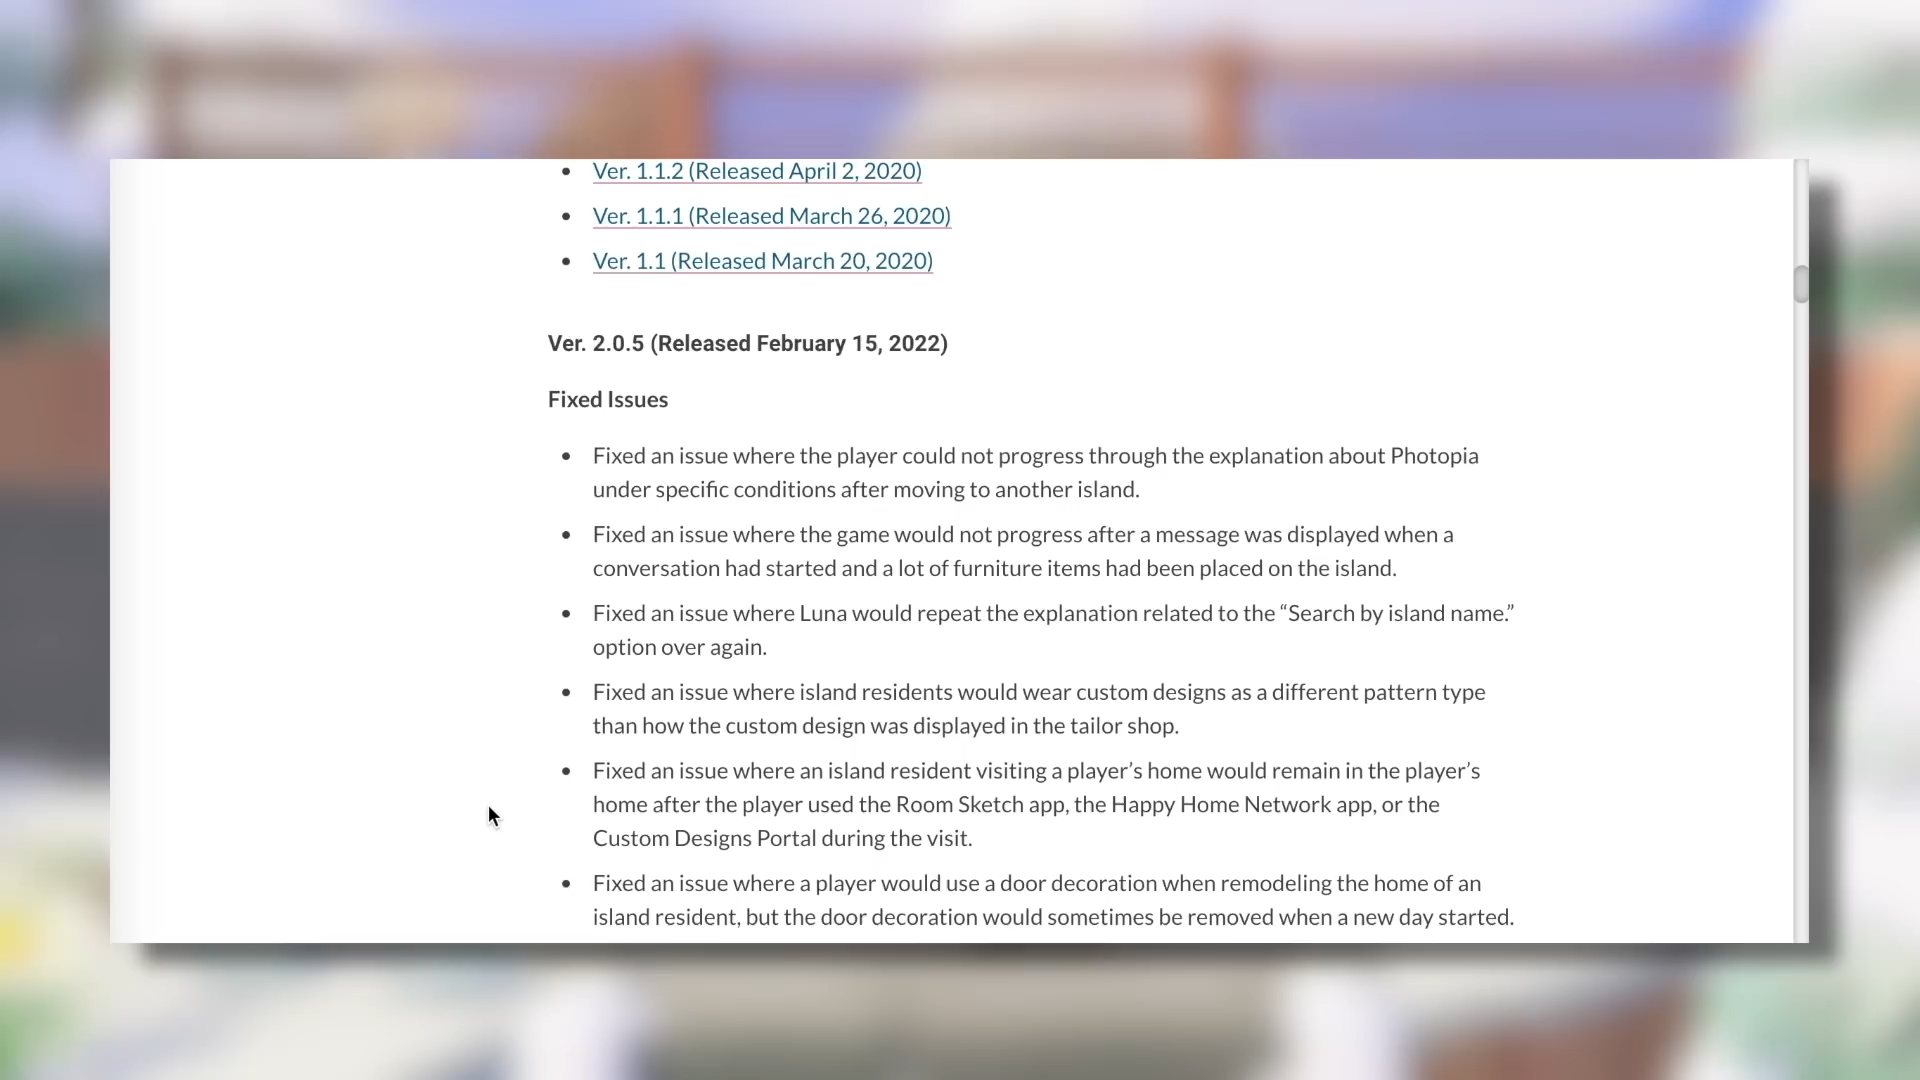 Ver. 1.1.2 (Released April 2, 2020)
Ver. 1.1.1 (Released March 26, 2020)
Ver. 1.1 (Released March 20, 2020)
Ver. 2.0.5 (Released February 15, 2022)
Fixed Issues
Fixed an issue where the player could not progress through the explanation about Photopia
under specific conditions after moving to another island.
Fixed an issue where the game would not progress after a message was displayed when a
conversation had started and a lot of furniture items had been placed on the island.
Fixed an issue where Luna would repeat the explanation related to the “Search by island name.”
option over again.
Fixed an issue where island residents would wear custom designs as a different pattern type
than how the custom design was displayed in the tailor shop.
Fixed an issue where an island resident visiting a player’s home would remain in the player’s
home after the player used the Room Sketch app, the Happy Home Network app, or the
Custom Designs Portal during the visit.
Fixed an issue where a player would use a door decoration when remodeling the home of an
island resident, but the door decoration would sometimes be removed when a new day started.